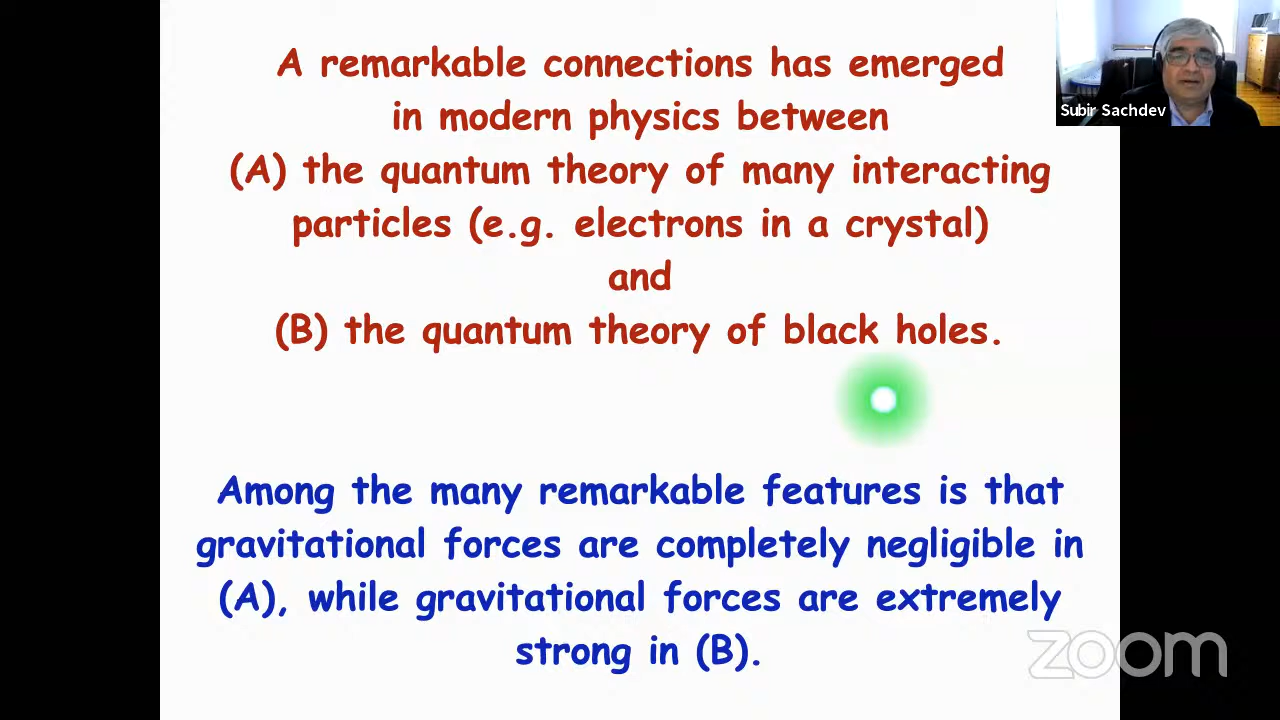 A remarkable connections has emerged
in modern physics between
(A) the quantum theory of many interacting
particles (e.g. electrons in a crystal)
and
(B) the quantum theory of black holes.
Subir Sachdev
Among the many remarkable features is that
gravitational forces are completely negligible in
(A), while gravitational forces are extremely
strong in (B).
zoom